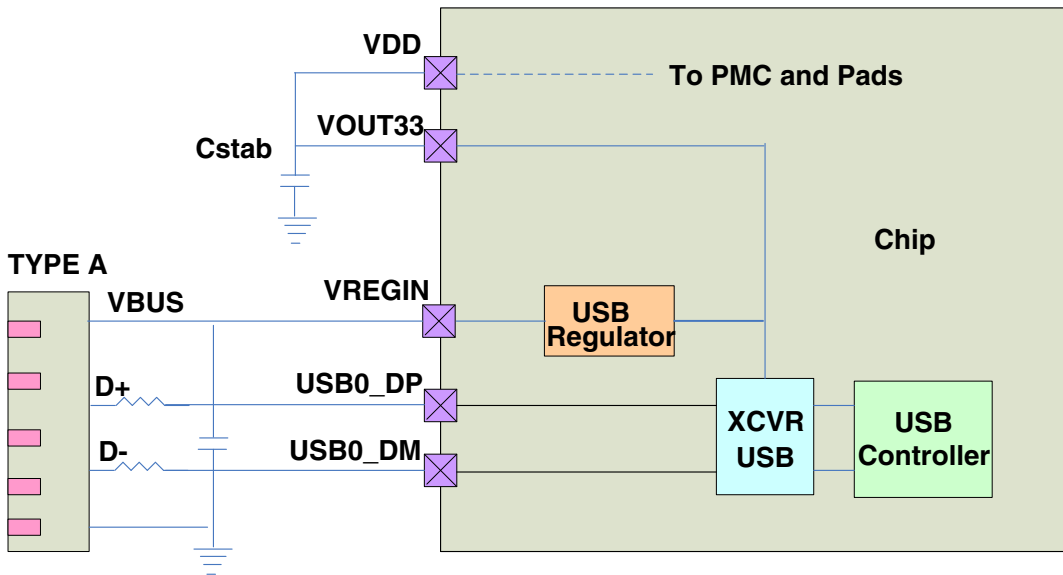 VDD
To PMC and Pads
VOUT33
Cstab
Chip
TYPE A
VBUS
VREGIN
USB
Regulator
D+
USB0_DP
XCVR
USB
USB
Controller
D-
USB0_DM